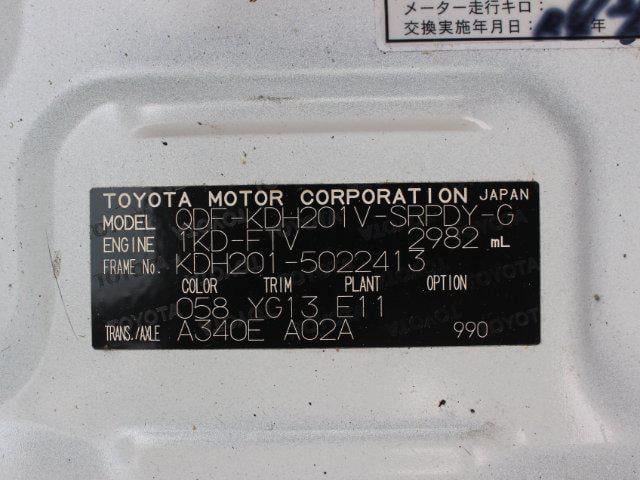 メーター走行キロ:
交換実施年月日: 年
TOYOTA MOTOR CORPORATION JAPAN
MODEL QDF-KDH201V-SRPDY-G
ENGINE 1KD-FTV 2982 mL
FRAME No. KDH201-5022413
COLOR TRIM PLANT OPTION
058 YG13 E11
TRANS./AXLE A340E A02A 990